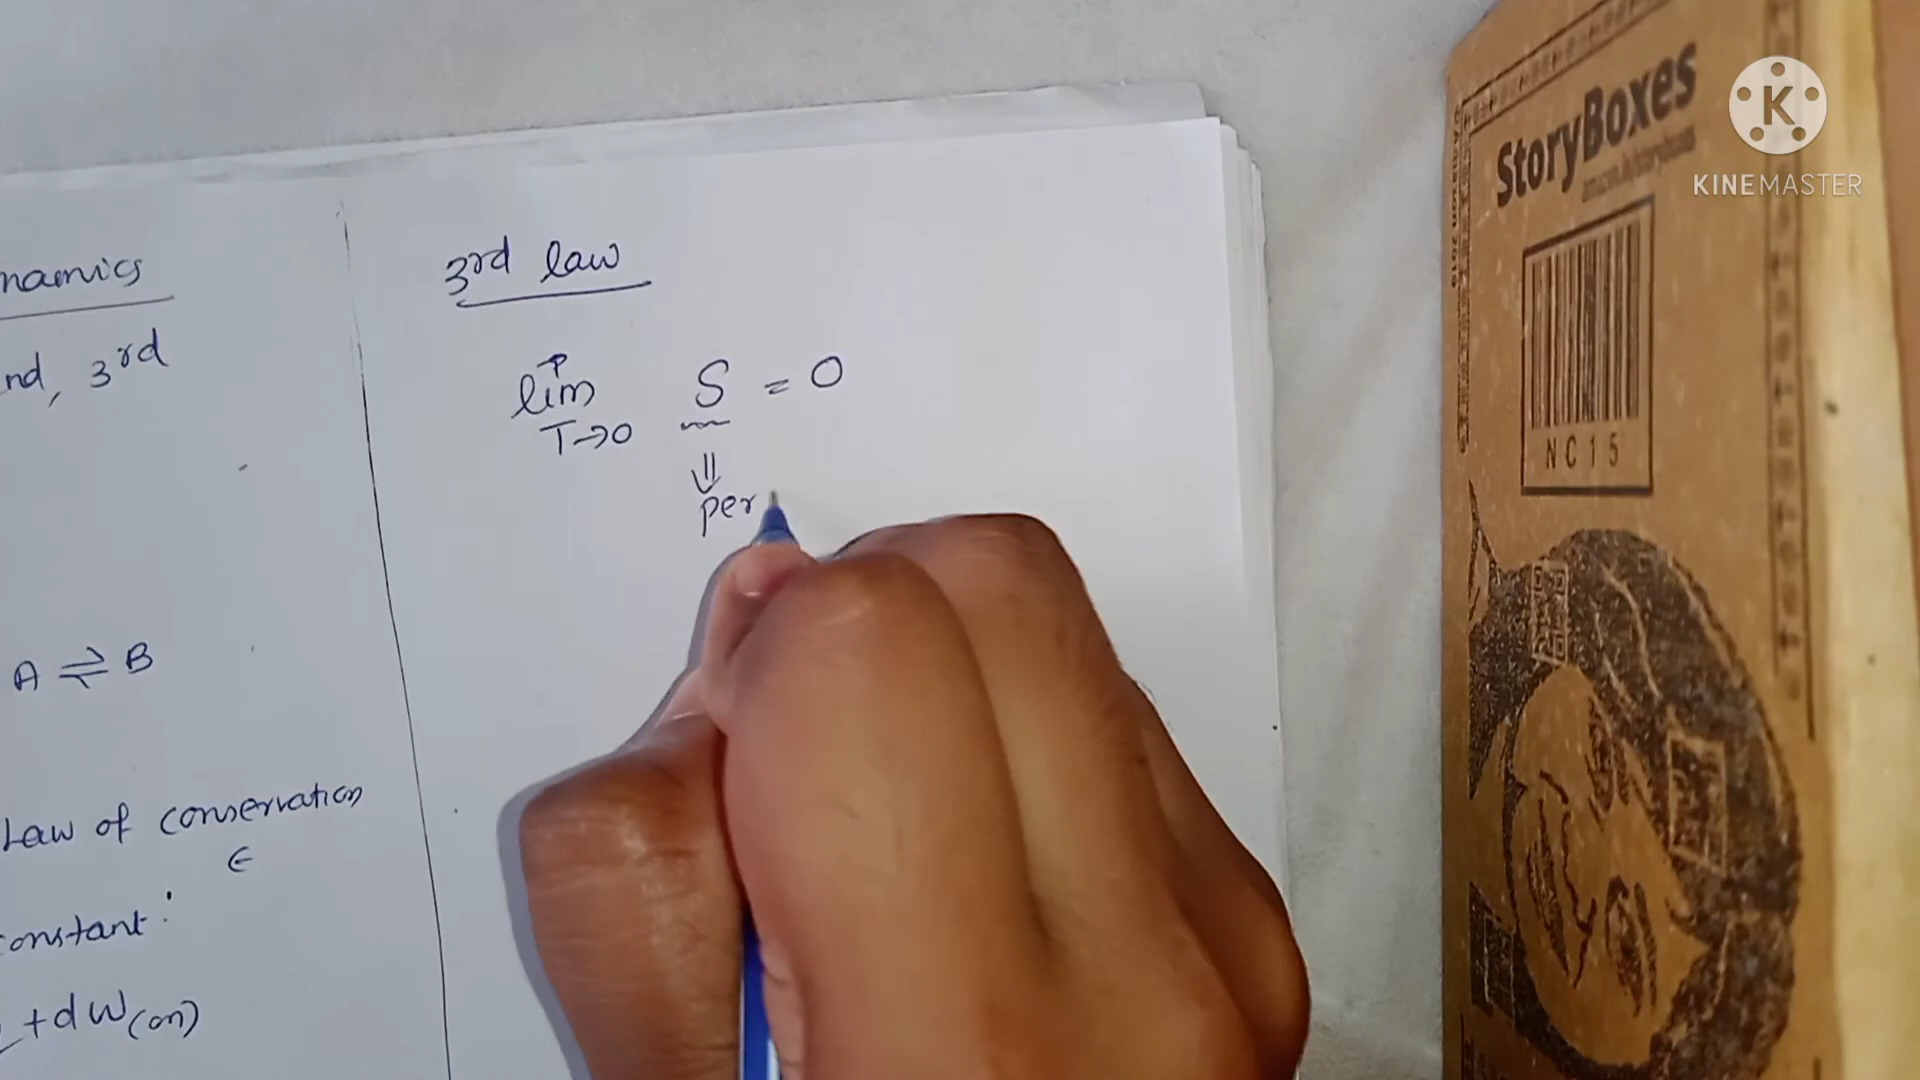 namics
nd, 3rd
A ⇌ B
Law of conservation
E
constant:
+dW(on)
3rd law
lim S = 0
T→0
⇓
per
StoryBoxes
NC15
K
KINEMASTER